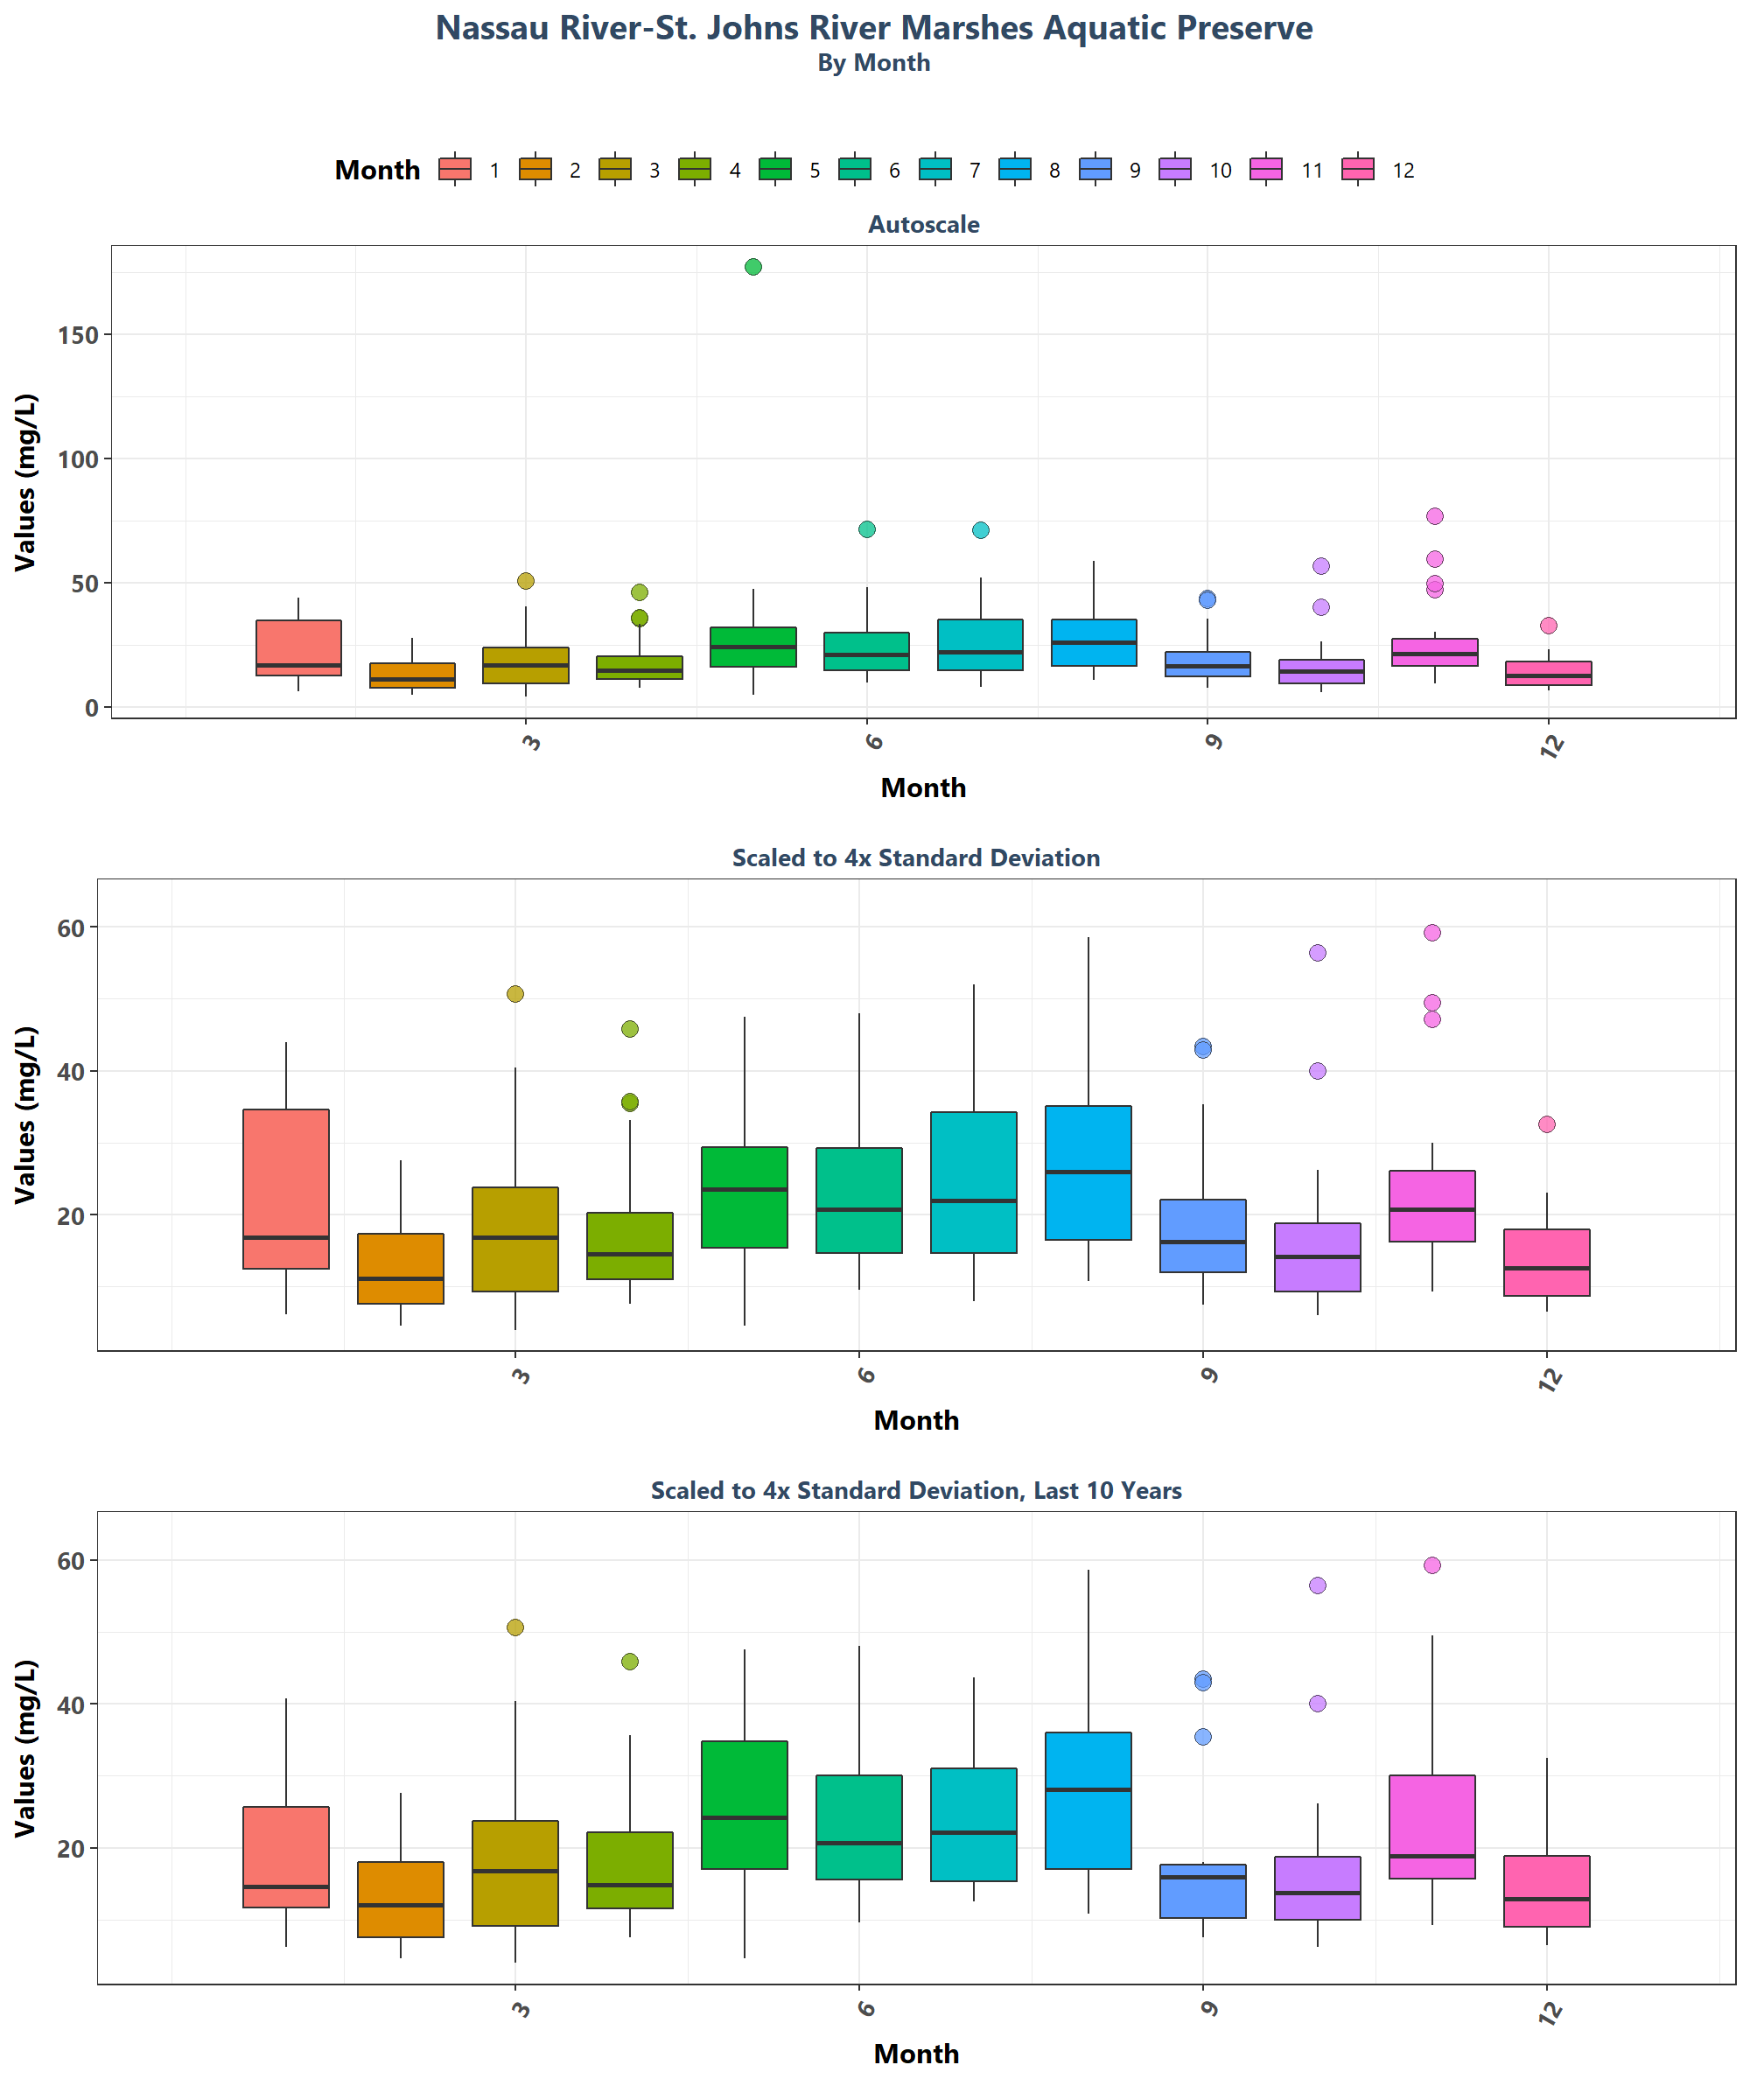 Nassau River-St. Johns River Marshes Aquatic Preserve
By Month
Month 1 2 3 4 5 6 7 8 9 10 11 12
Autoscale
Values (mg/L)
150
100
50
0
3 6 9 12
Month
Scaled to 4x Standard Deviation
Values (mg/L)
60
40
20
3 6 9 12
Month
Scaled to 4x Standard Deviation, Last 10 Years
Values (mg/L)
60
40
20
3 6 9 12
Month